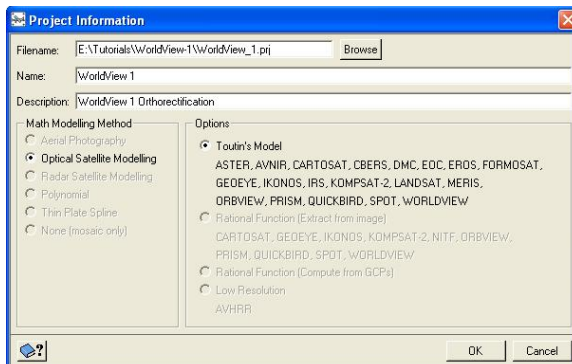 Project Information
Filename: E:\Tutorials\WorldView-1\WorldView_1.prj Browse
Name: WorldView 1
Description: WorldView 1 Orthorectification
Math Modelling Method
Aerial Photography
Optical Satellite Modelling
Radar Satellite Modelling
Polynomial
Thin Plate Spline
None (mosaic only)
Options
Toutin's Model
ASTER, AVNIR, CARTOSAT, CBERS, DMC, EOC, EROS, FORMOSAT,
GEOEYE, IKONOS, IRS, KOMPSAT-2, LANDSAT, MERIS,
ORBVIEW, PRISM, QUICKBIRD, SPOT, WORLDVIEW
Rational Function (Extract from image)
CARTOSAT, GEOEYE, IKONOS, KOMPSAT-2, NITF, ORBVIEW,
PRISM, QUICKBIRD, SPOT, WORLDVIEW
Rational Function (Compute from GCPs)
Low Resolution
AVHRR
?
OK Cancel